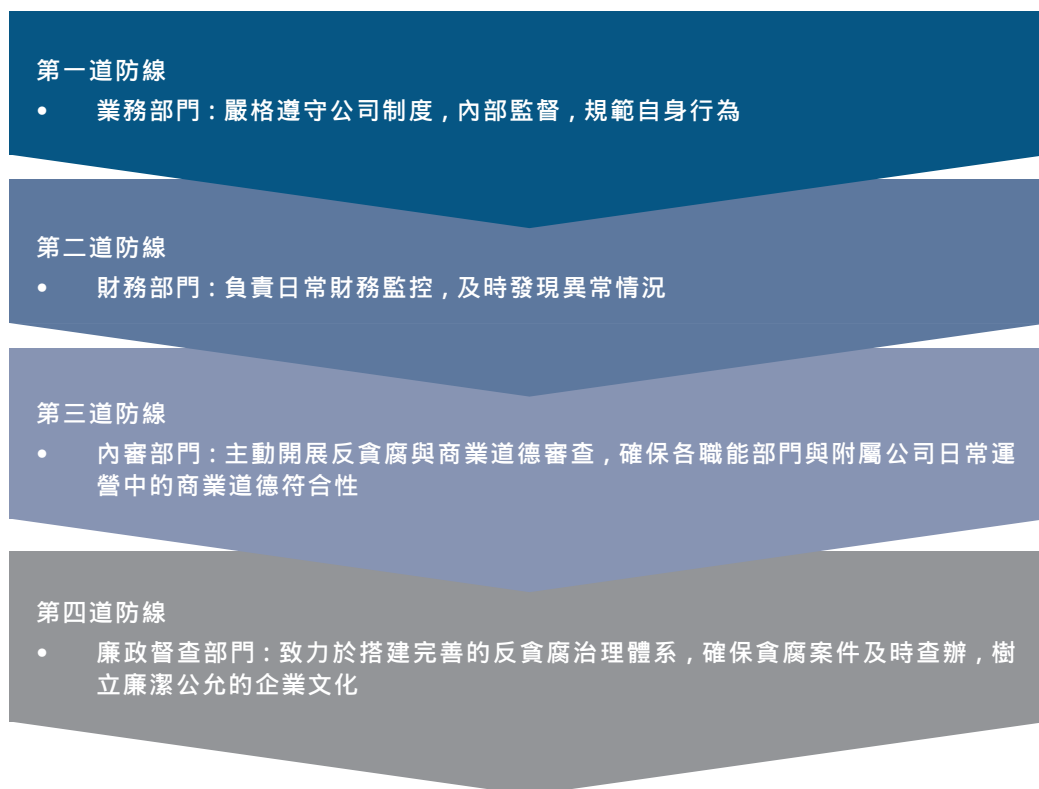 第一道防線
• 業務部門：嚴格遵守公司制度，內部監督，規範自身行為
第二道防線
• 財務部門：負責日常財務監控，及時發現異常情況
第三道防線
• 內審部門：主動開展反貪腐與商業道德審查，確保各職能部門與附屬公司日常運
營中的商業道德符合性
第四道防線
• 廉政督查部門：致力於搭建完善的反貪腐治理體系，確保貪腐案件及時查辦，樹
立廉潔公允的企業文化